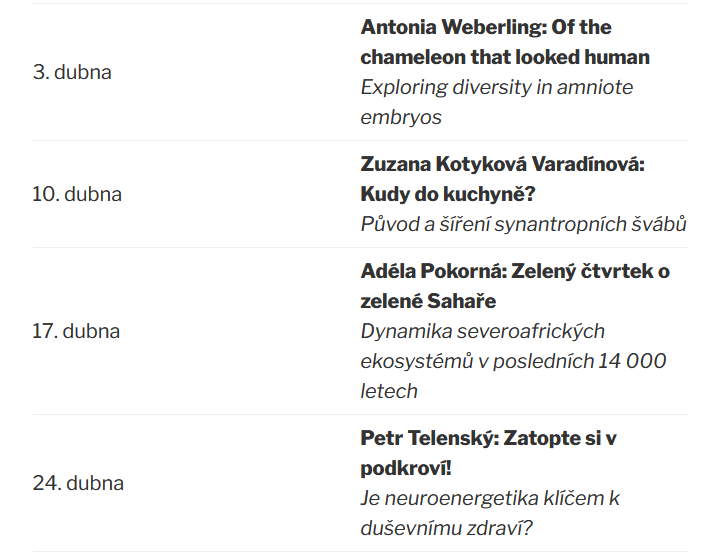 3. dubna
Antonia Weberling: Of the
chameleon that looked human
Exploring diversity in amniote
embryos
10. dubna
Zuzana Kotyková Varadínová:
Kudy do kuchyně?
Původ a šíření synantropních švábů
17. dubna
Adéla Pokorná: Zelený čtvrtek o
zelené Sahaře
Dynamika severoafrických
ekosystémů v posledních 14 000
letech
24. dubna
Petr Telenský: Zatopte si v
podkroví!
Je neuroenergetika klíčem k
duševnímu zdraví?